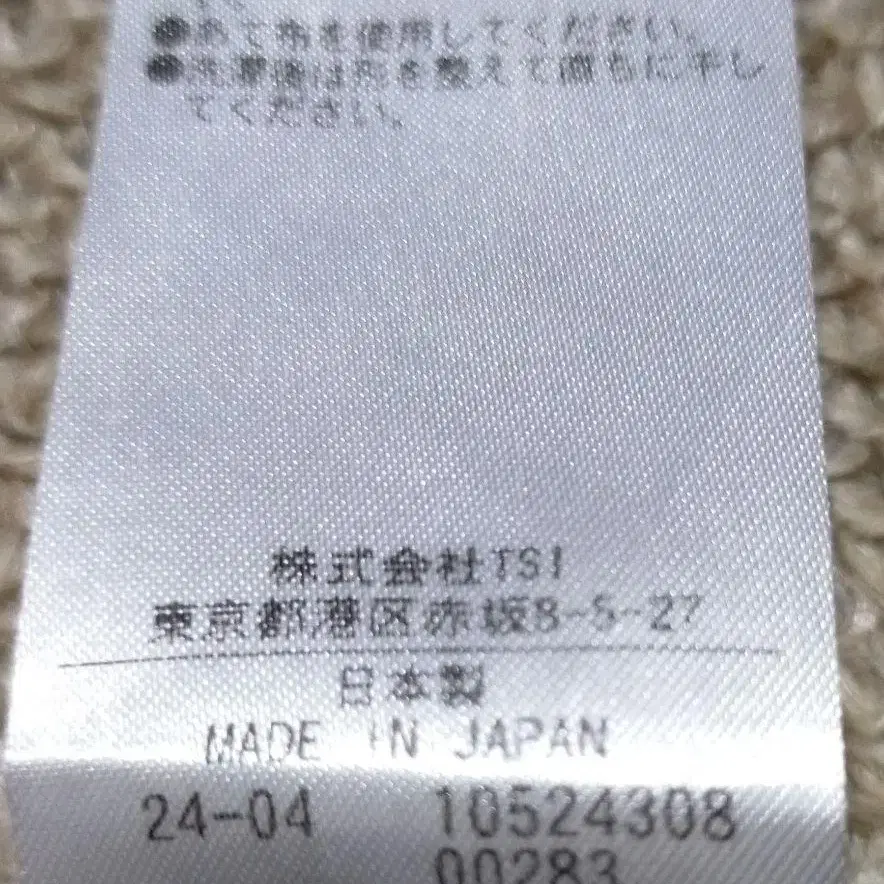 ●あて布を使用してください。
●洗濯後は形を整えて直ちに干し
てください。
株式会社TSI
東京都港区赤坂8-5-27
日本製
MADE IN JAPAN
24-04 10524308
00283